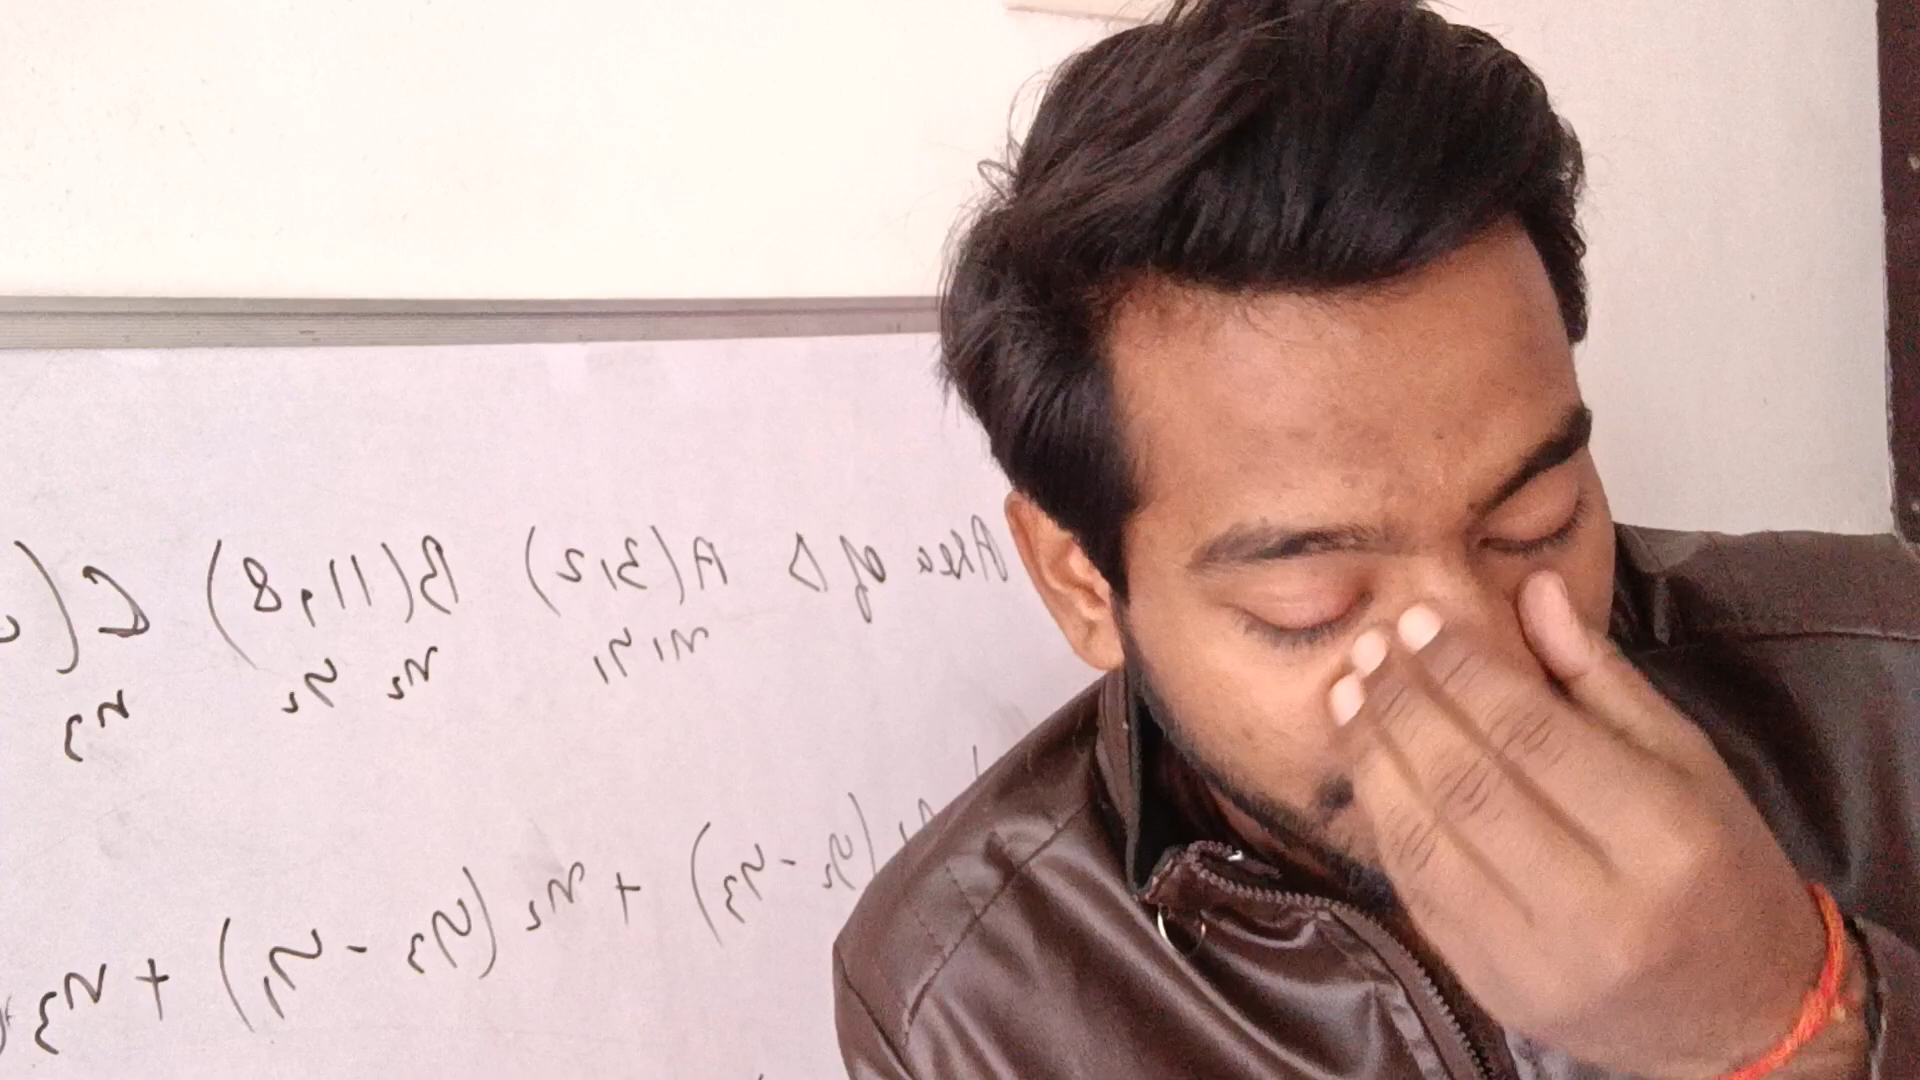 Area of Δ A(3,2) B(11,8) C(
x1 y1 x2 y2 x3
(y2 - y3) + x2 (y3 - y1) + x3